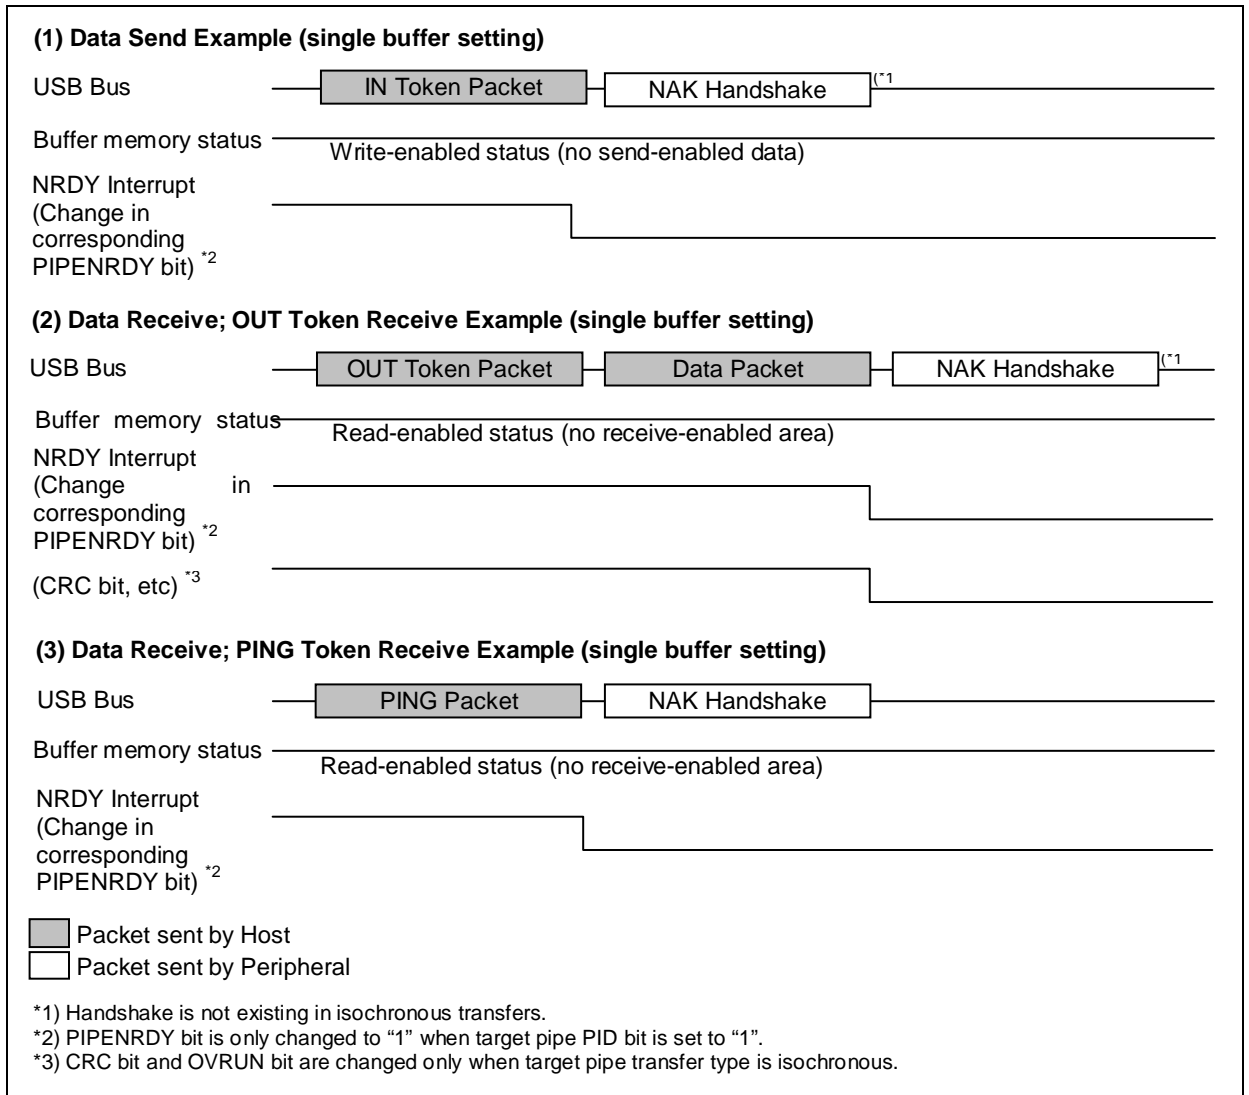 (1) Data Send Example (single buffer setting)
USB Bus
IN Token Packet
NAK Handshake
(*1
Buffer memory status
Write-enabled status (no send-enabled data)
NRDY Interrupt
(Change in
corresponding
PIPENRDY bit) *2
(2) Data Receive; OUT Token Receive Example (single buffer setting)
USB Bus
OUT Token Packet
Data Packet
NAK Handshake
(*1
Buffer memory status
Read-enabled status (no receive-enabled area)
NRDY Interrupt
(Change in
corresponding
PIPENRDY bit) *2
(CRC bit, etc) *3
(3) Data Receive; PING Token Receive Example (single buffer setting)
USB Bus
PING Packet
NAK Handshake
Buffer memory status
Read-enabled status (no receive-enabled area)
NRDY Interrupt
(Change in
corresponding
PIPENRDY bit) *2
Packet sent by Host
Packet sent by Peripheral
*1) Handshake is not existing in isochronous transfers.
*2) PIPENRDY bit is only changed to “1” when target pipe PID bit is set to “1”.
*3) CRC bit and OVRUN bit are changed only when target pipe transfer type is isochronous.